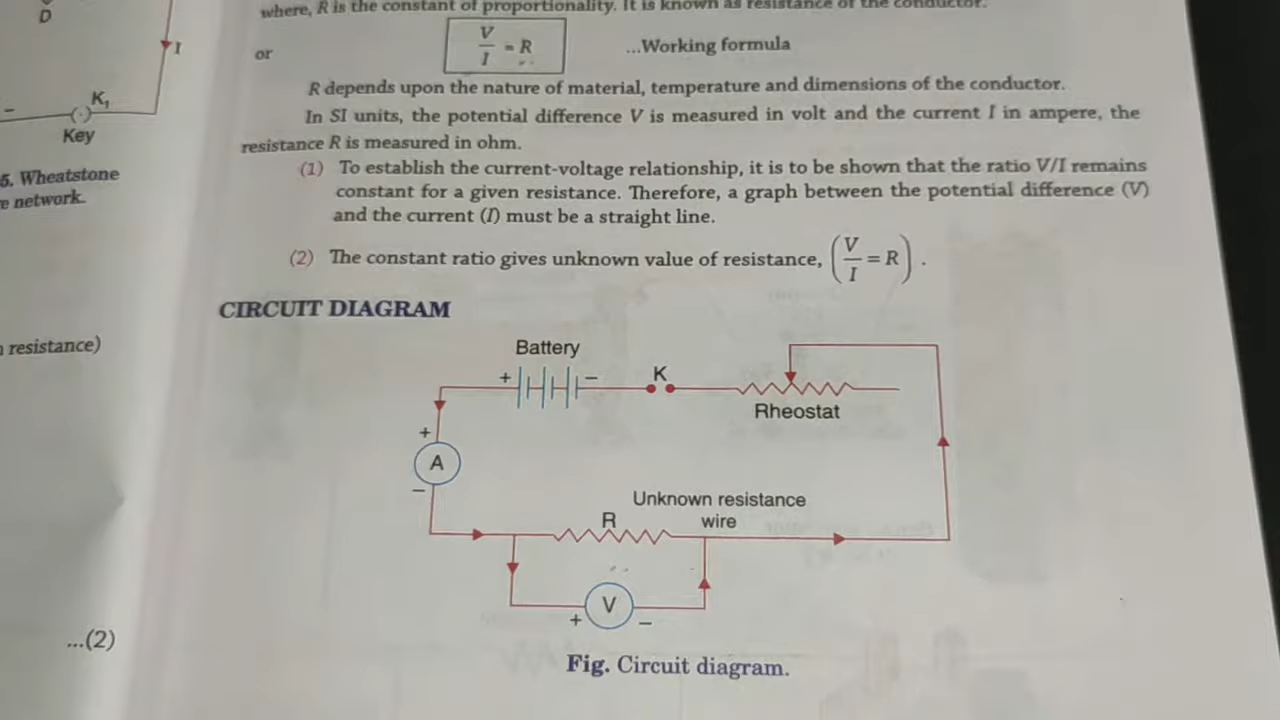 D
I
K₁
Key
5. Wheatstone
e network.
resistance)
...(2)
where, R is the constant of proportionality. It is known as resistance of the conductor.
or
V/I = R ...Working formula
R depends upon the nature of material, temperature and dimensions of the conductor.
In SI units, the potential difference V is measured in volt and the current I in ampere, the
resistance R is measured in ohm.
(1) To establish the current-voltage relationship, it is to be shown that the ratio V/I remains
constant for a given resistance. Therefore, a graph between the potential difference (V)
and the current (I) must be a straight line.
(2) The constant ratio gives unknown value of resistance, (V/I = R) .
CIRCUIT DIAGRAM
Battery
+ − K
Rheostat
+
A
−
Unknown resistance
R wire
V
+ −
Fig. Circuit diagram.